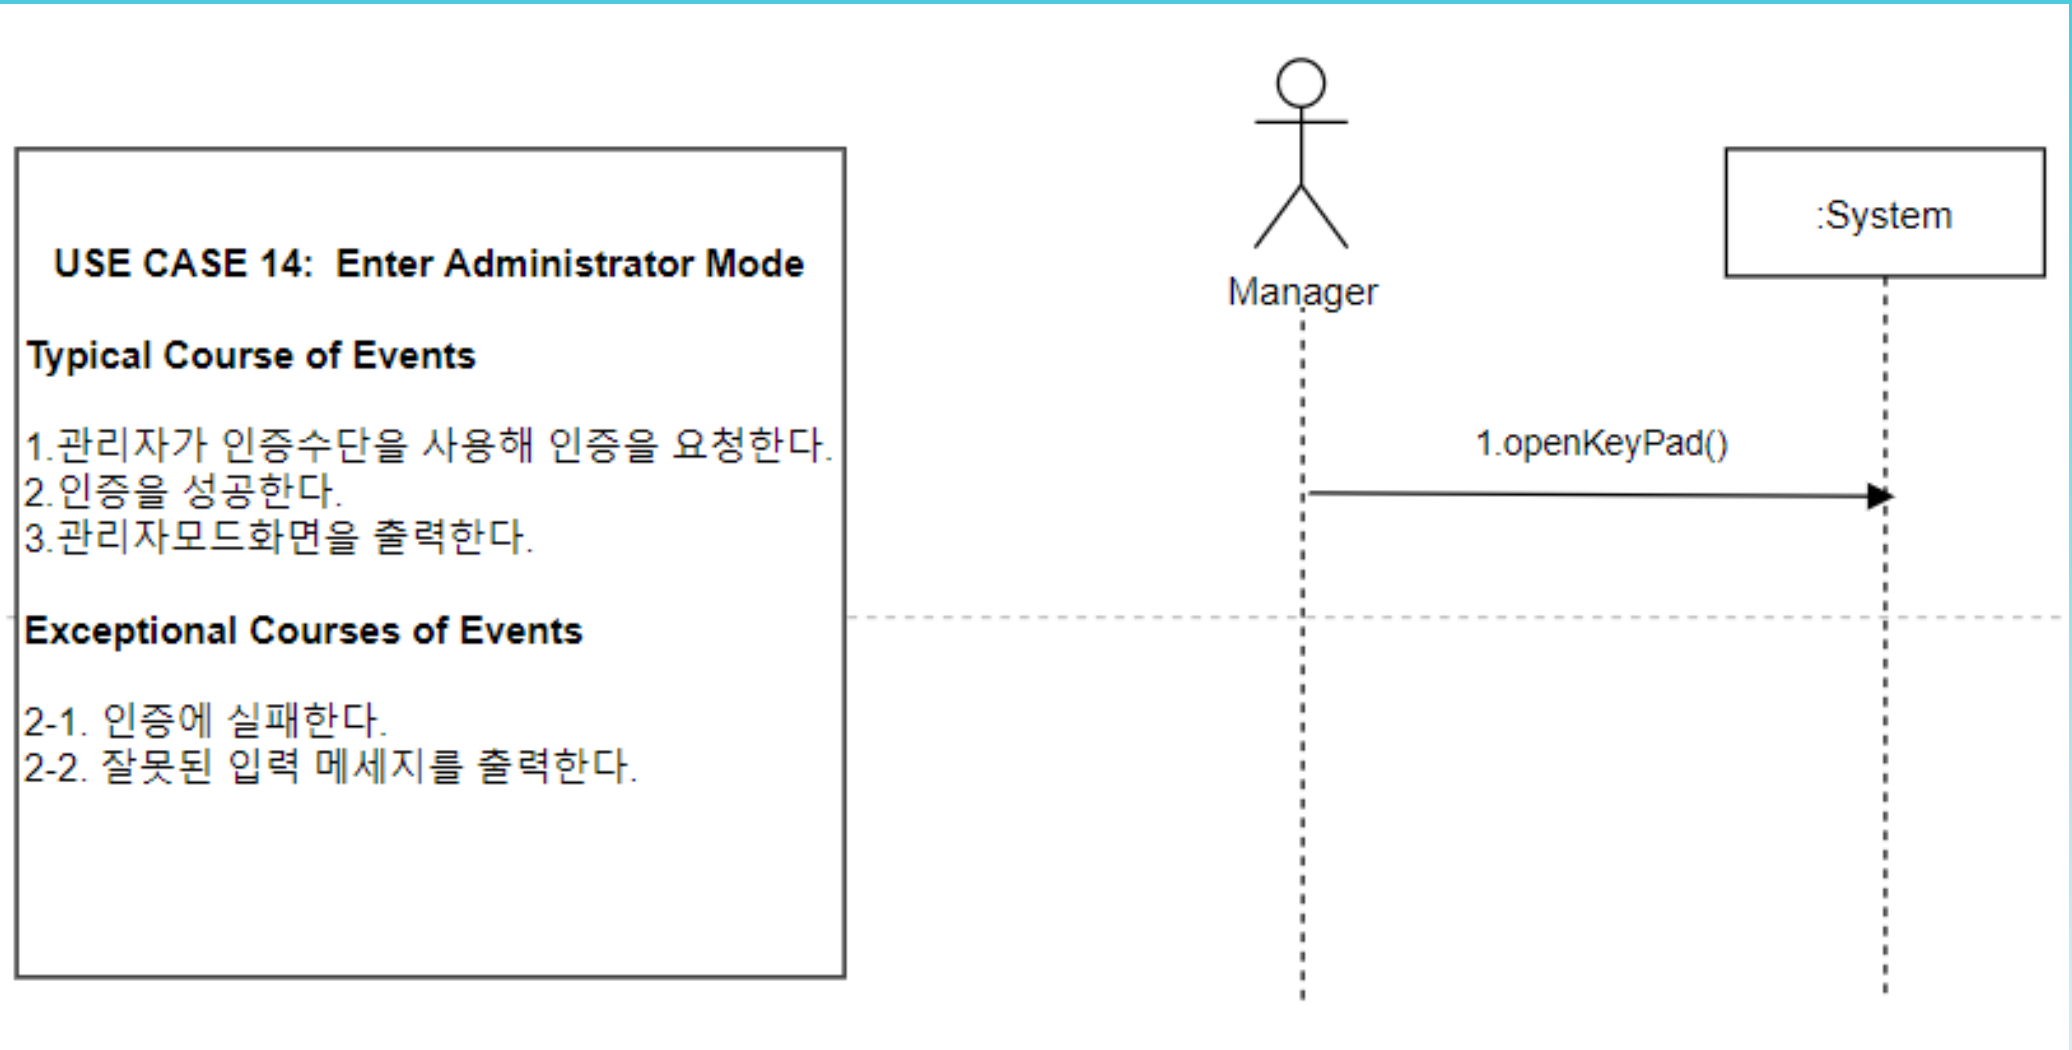 USE CASE 14:  Enter Administrator Mode
Typical Course of Events
1.관리자가 인증수단을 사용해 인증을 요청한다.
2.인증을 성공한다.
3.관리자모드화면을 출력한다.
Exceptional Courses of Events
2-1. 인증에 실패한다.
2-2. 잘못된 입력 메세지를 출력한다.
Manager
:System
1.openKeyPad()